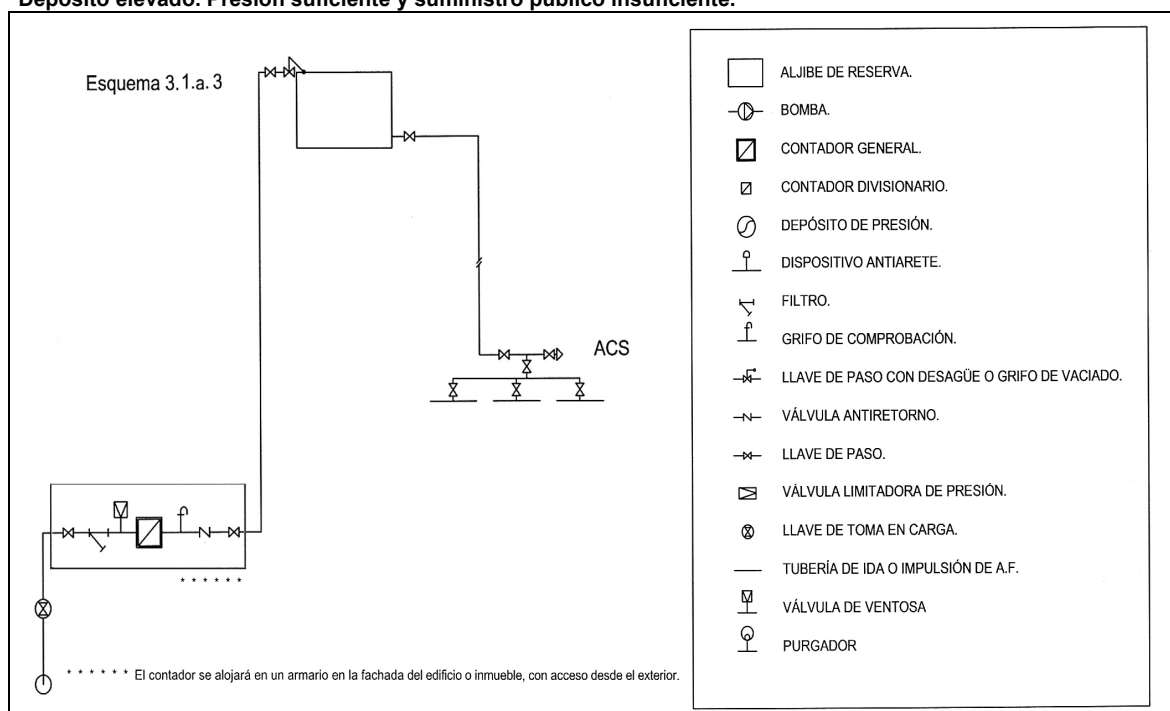 Depósito elevado. Presión suficiente y suministro público insuficiente.
Esquema 3.1.a.3
ACS
* * * * * *
* * * * * * El contador se alojará en un armario en la fachada del edificio o inmueble, con acceso desde el exterior.
ALJIBE DE RESERVA.
BOMBA.
CONTADOR GENERAL.
CONTADOR DIVISIONARIO.
DEPÓSITO DE PRESIÓN.
DISPOSITIVO ANTIARETE.
FILTRO.
GRIFO DE COMPROBACIÓN.
LLAVE DE PASO CON DESAGÜE O GRIFO DE VACIADO.
VÁLVULA ANTIRETORNO.
LLAVE DE PASO.
VÁLVULA LIMITADORA DE PRESIÓN.
LLAVE DE TOMA EN CARGA.
TUBERÍA DE IDA O IMPULSIÓN DE A.F.
VÁLVULA DE VENTOSA
PURGADOR